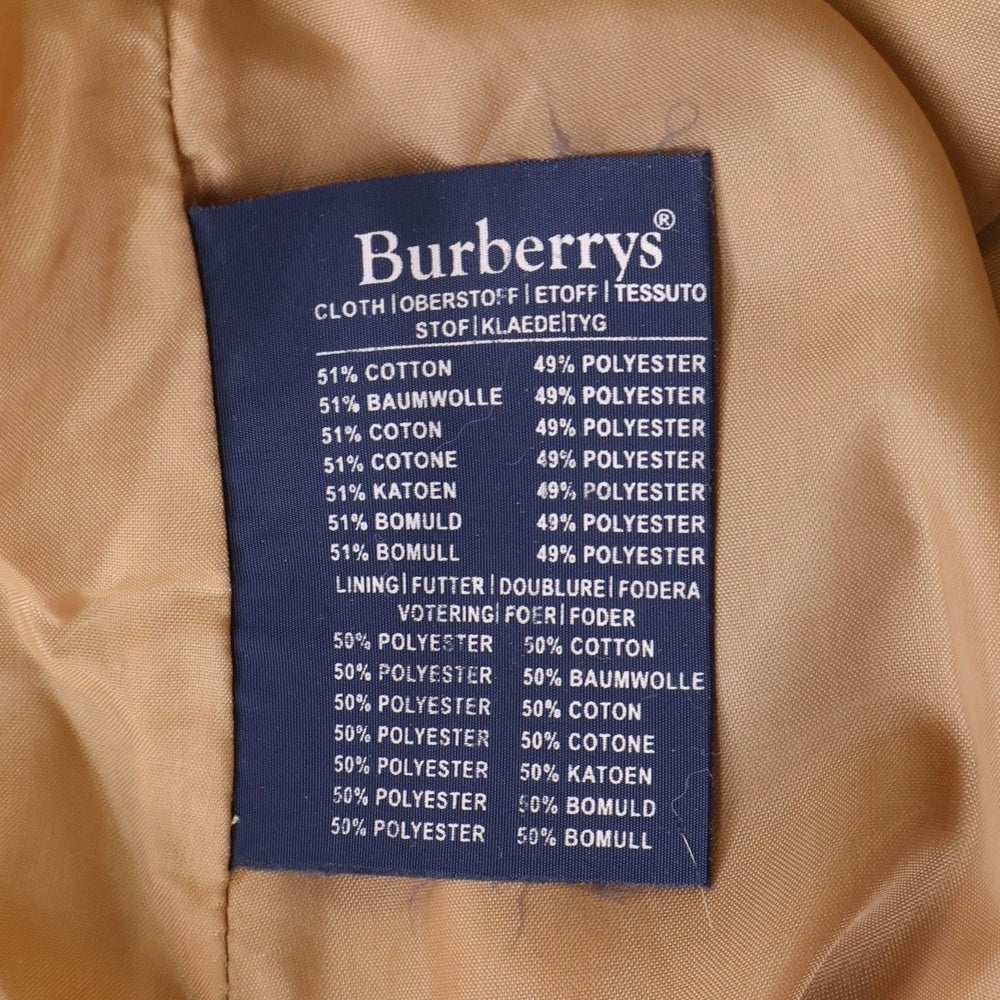 Burberrys®
CLOTH|OBERSTOFF|ETOFF|TESSUTO
STOF|KLAEDE|TYG
51% COTTON 49% POLYESTER
51% BAUMWOLLE 49% POLYESTER
51% COTON 49% POLYESTER
51% COTONE 49% POLYESTER
51% KATOEN 49% POLYESTER
51% BOMULD 49% POLYESTER
51% BOMULL 49% POLYESTER
LINING|FUTTER|DOUBLURE|FODERA
VOTERING|FOER|FODER
50% POLYESTER 50% COTTON
50% POLYESTER 50% BAUMWOLLE
50% POLYESTER 50% COTON
50% POLYESTER 50% COTONE
50% POLYESTER 50% KATOEN
50% POLYESTER 50% BOMULD
50% POLYESTER 50% BOMULL